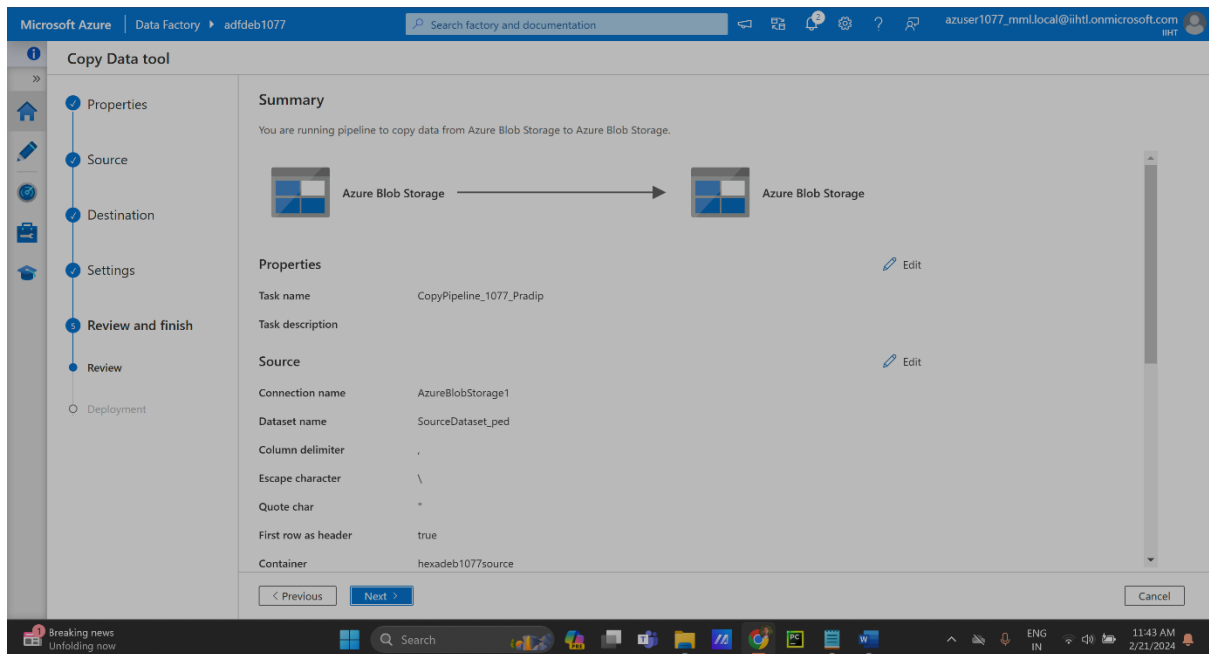 Microsoft Azure | Data Factory ▸ adfdeb1077
Search factory and documentation
2
azuser1077_mml.local@iihtl.onmicrosoft.com
IIHT
Copy Data tool
Properties
Source
Destination
Settings
5 Review and finish
Review
Deployment
Summary
You are running pipeline to copy data from Azure Blob Storage to Azure Blob Storage.
Azure Blob Storage
Azure Blob Storage
Properties
Edit
Task name CopyPipeline_1077_Pradip
Task description
Source
Edit
Connection name AzureBlobStorage1
Dataset name SourceDataset_ped
Column delimiter ,
Escape character \
Quote char "
First row as header true
Container hexadeb1077source
< Previous
Next >
Cancel
1
Breaking news
Unfolding now
Search
ENG
IN
11:43 AM
2/21/2024